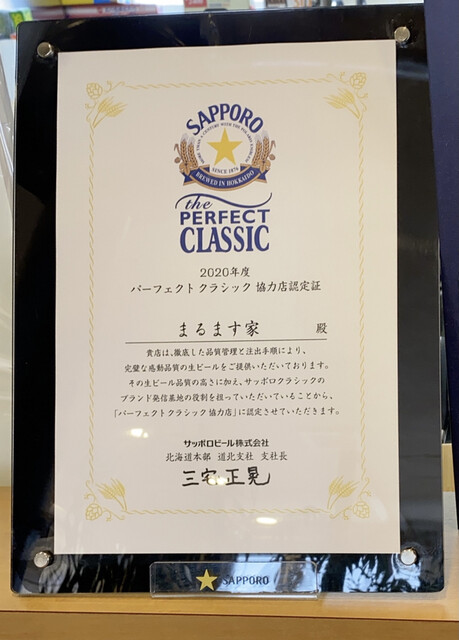 SAPPORO
SINCE 1876
BREWED IN HOKKAIDO
the
PERFECT
CLASSIC
2020年度
パーフェクト クラシック 協力店認定証
まるます家 殿
貴店は、徹底した品質管理と注出手順により、
完璧な感動品質の生ビールをご提供いただいております。
その生ビール品質の高さに加え、サッポロクラシックの
ブランド発信基地の役割を担っていただいていることから、
「パーフェクトクラシック 協力店」に認定させていただきます。
サッポロビール株式会社
北海道本部 道北支社 支社長
三宅 正晃
SAPPORO